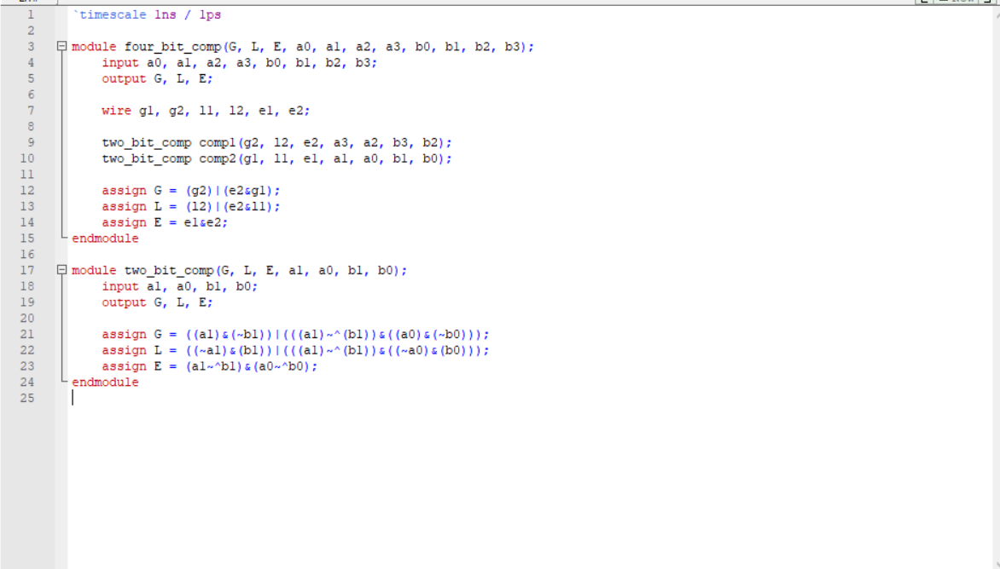 1 `timescale 1ns / 1ps
2
3 module four_bit_comp(G, L, E, a0, a1, a2, a3, b0, b1, b2, b3);
4 input a0, a1, a2, a3, b0, b1, b2, b3;
5 output G, L, E;
6
7 wire g1, g2, l1, l2, e1, e2;
8
9 two_bit_comp comp1(g2, l2, e2, a3, a2, b3, b2);
10 two_bit_comp comp2(g1, l1, e1, a1, a0, b1, b0);
11
12 assign G = (g2)|(e2&g1);
13 assign L = (l2)|(e2&l1);
14 assign E = e1&e2;
15 endmodule
16
17 module two_bit_comp(G, L, E, a1, a0, b1, b0);
18 input a1, a0, b1, b0;
19 output G, L, E;
20
21 assign G = ((a1)&(~b1))|(((a1)~^(b1))&((a0)&(~b0)));
22 assign L = ((~a1)&(b1))|(((a1)~^(b1))&((~a0)&(b0)));
23 assign E = (a1~^b1)&(a0~^b0);
24 endmodule
25